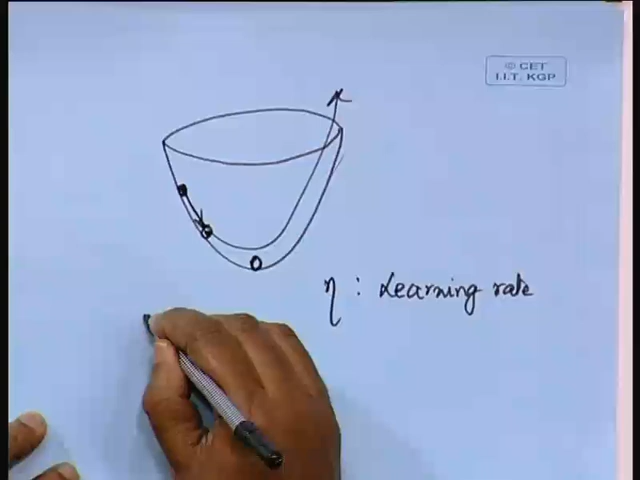 © CET
I.I.T. KGP
η : Learning rate